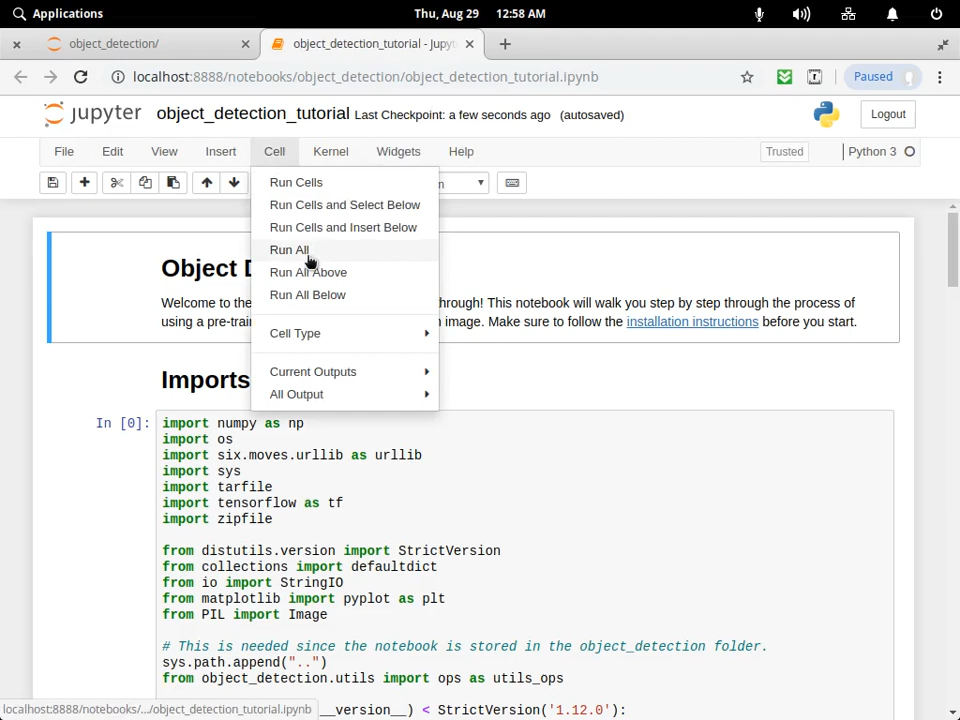 Applications
Thu, Aug 29 12:58 AM
object_detection/
object_detection_tutorial - Jupyt
localhost:8888/notebooks/object_detection/object_detection_tutorial.ipynb
Paused
jupyter object_detection_tutorial Last Checkpoint: a few seconds ago (autosaved)
Logout
File Edit View Insert Cell Kernel Widgets Help
Trusted
Python 3
Run Cells
Run Cells and Select Below
Run Cells and Insert Below
Run All
Run All Above
Run All Below
Cell Type
Current Outputs
All Output
Object D
Welcome to the hrough! This notebook will walk you step by step through the process of
using a pre-train n image. Make sure to follow the installation instructions before you start.
Imports
In [0]:
import numpy as np
import os
import six.moves.urllib as urllib
import sys
import tarfile
import tensorflow as tf
import zipfile
from distutils.version import StrictVersion
from collections import defaultdict
from io import StringIO
from matplotlib import pyplot as plt
from PIL import Image
# This is needed since the notebook is stored in the object_detection folder.
sys.path.append("..")
from object_detection.utils import ops as utils_ops
__version__) < StrictVersion('1.12.0'):
localhost:8888/notebooks/.../object_detection_tutorial.ipynb